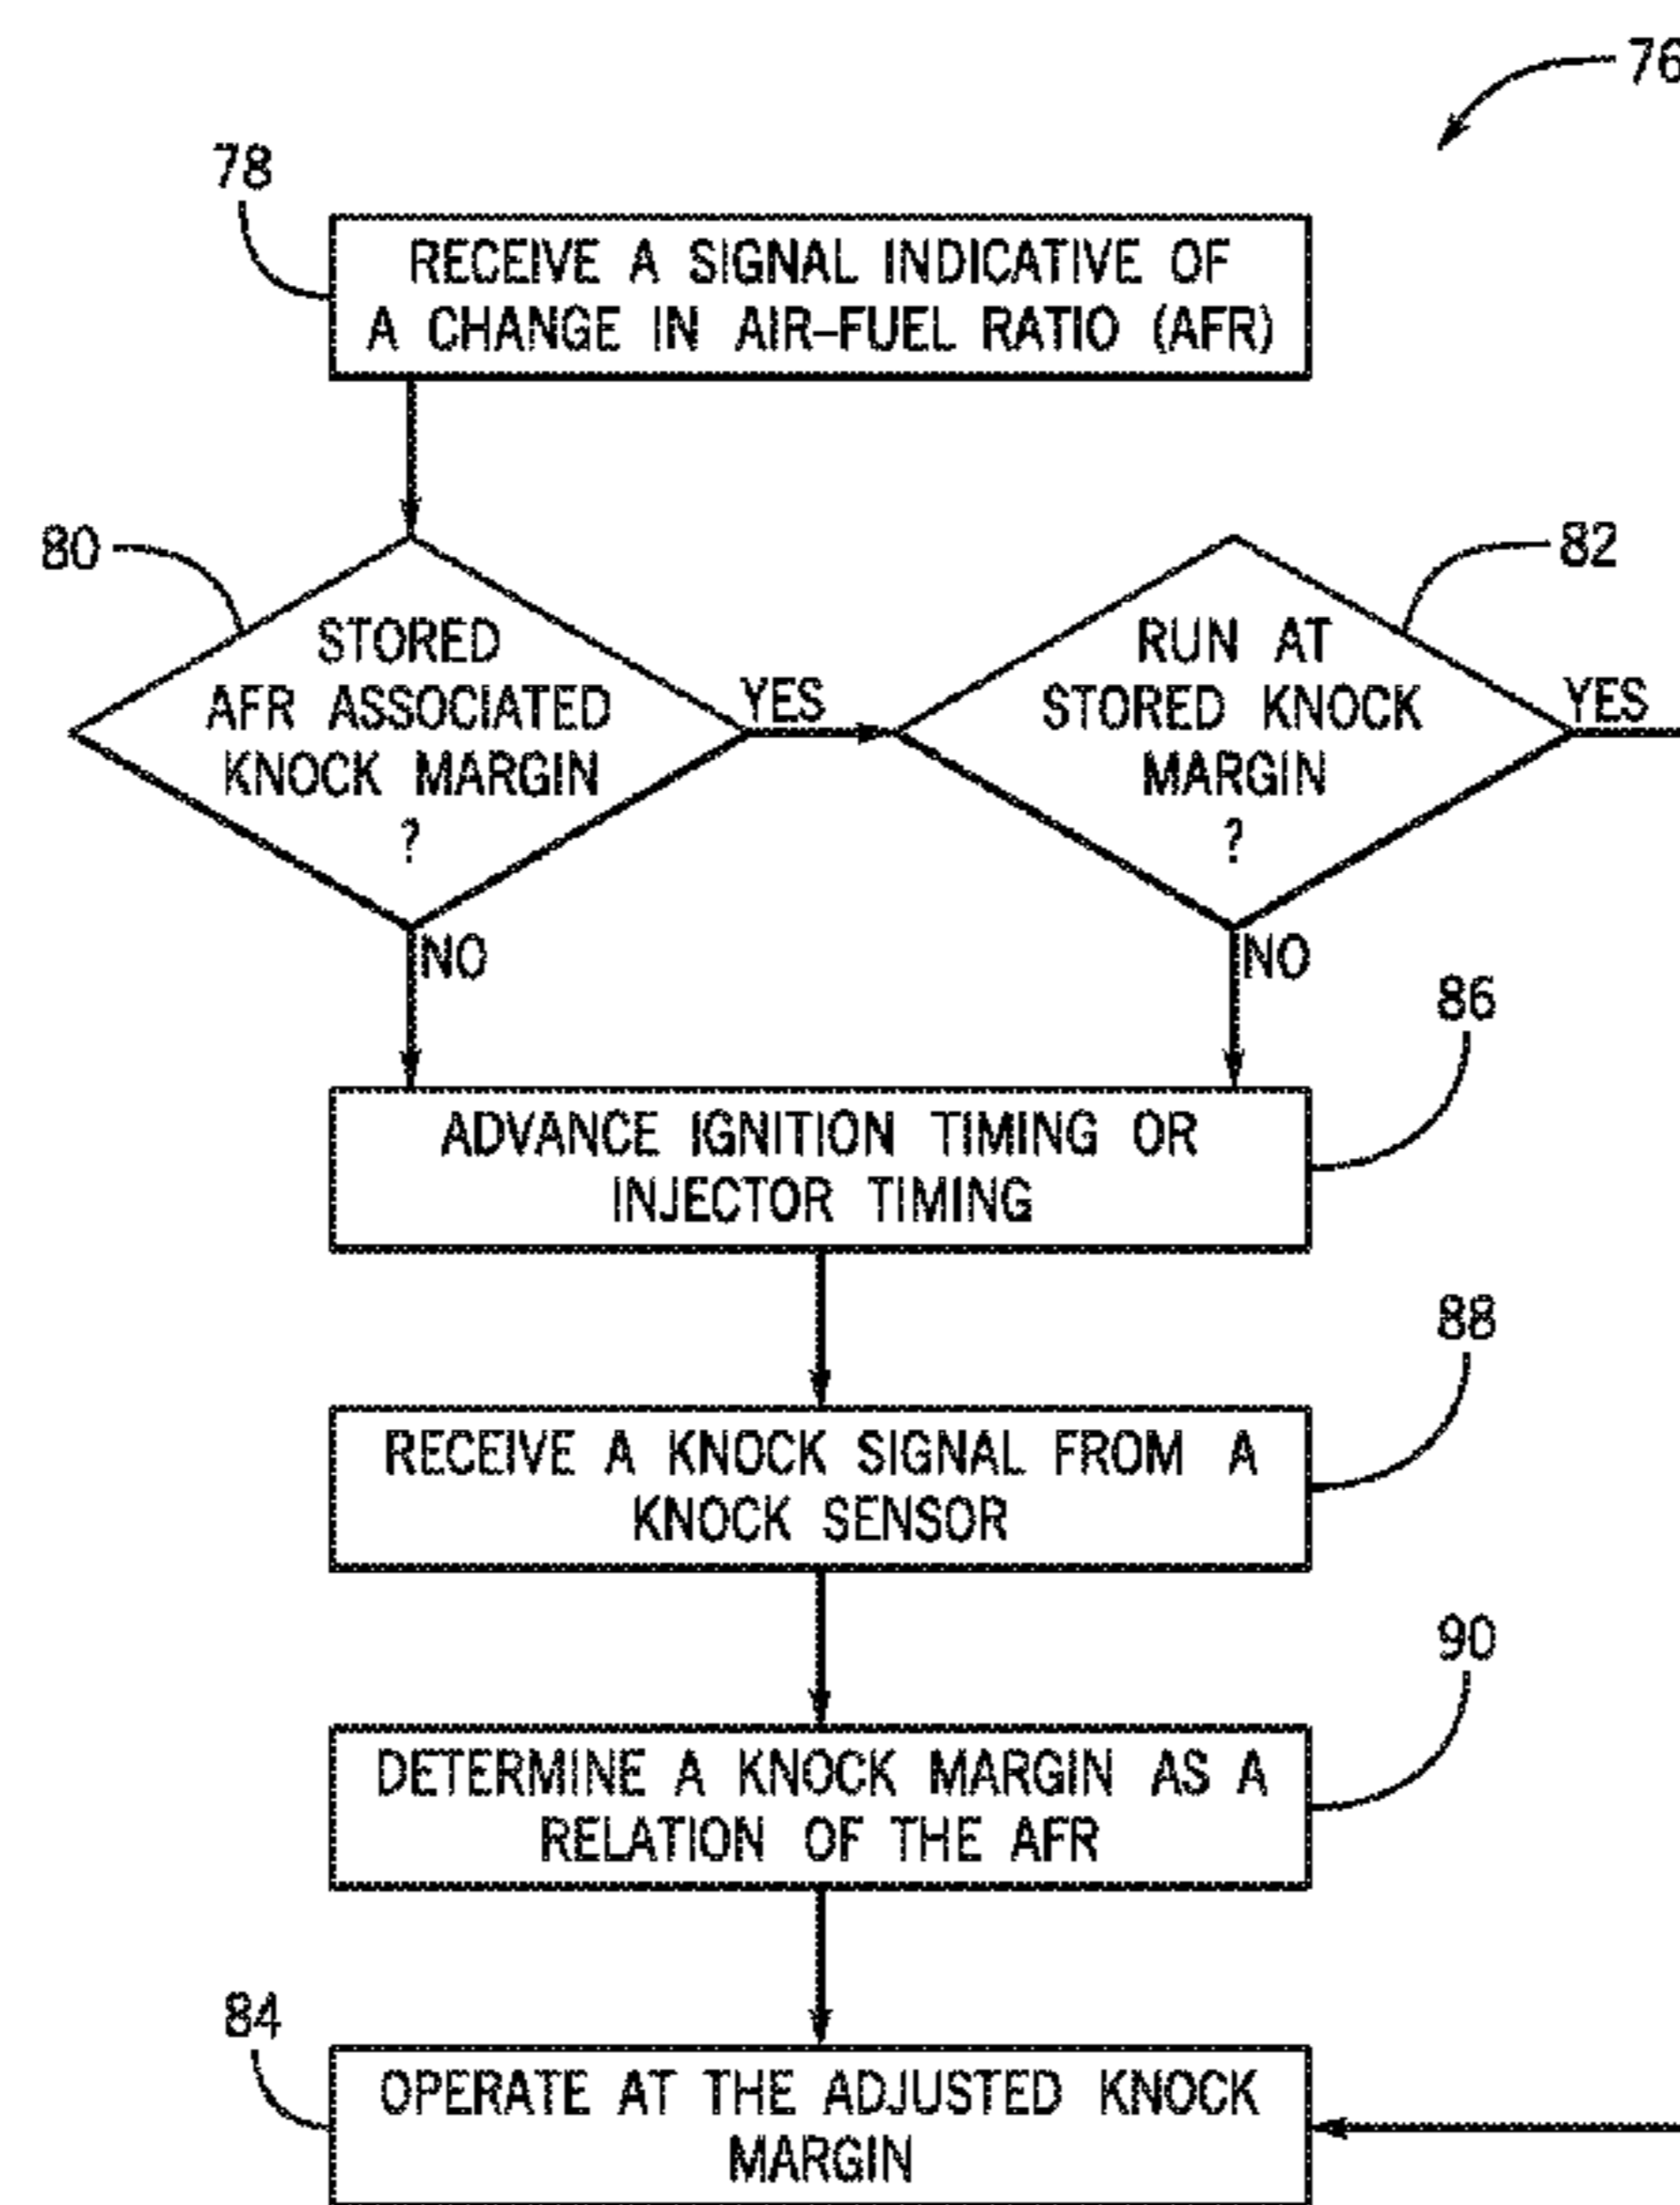 76
78
RECEIVE A SIGNAL INDICATIVE OF
A CHANGE IN AIR-FUEL RATIO (AFR)
80
STORED
AFR ASSOCIATED
KNOCK MARGIN
?
YES
82
RUN AT
STORED KNOCK
MARGIN
?
YES
NO
NO
86
ADVANCE IGNITION TIMING OR
INJECTOR TIMING
88
RECEIVE A KNOCK SIGNAL FROM A
KNOCK SENSOR
90
DETERMINE A KNOCK MARGIN AS A
RELATION OF THE AFR
84
OPERATE AT THE ADJUSTED KNOCK
MARGIN